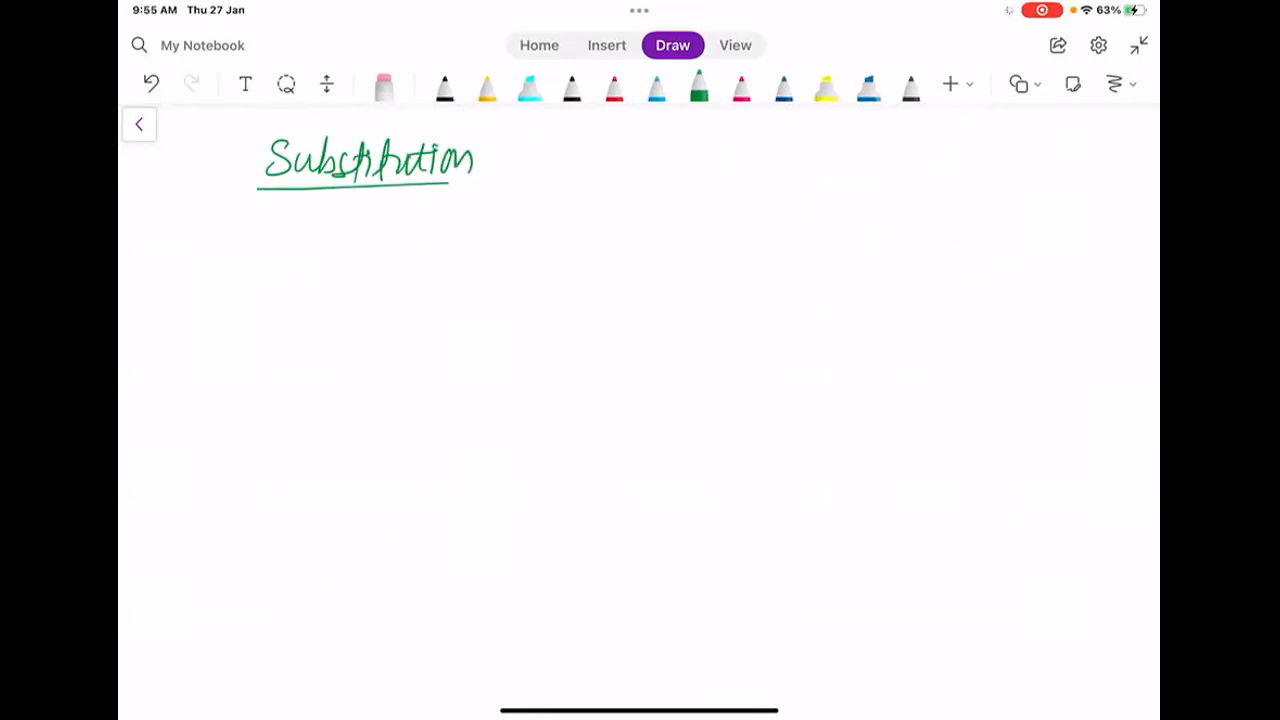 9:55 AM Thu 27 Jan
63%
My Notebook
Home Insert Draw View
T
Substitution